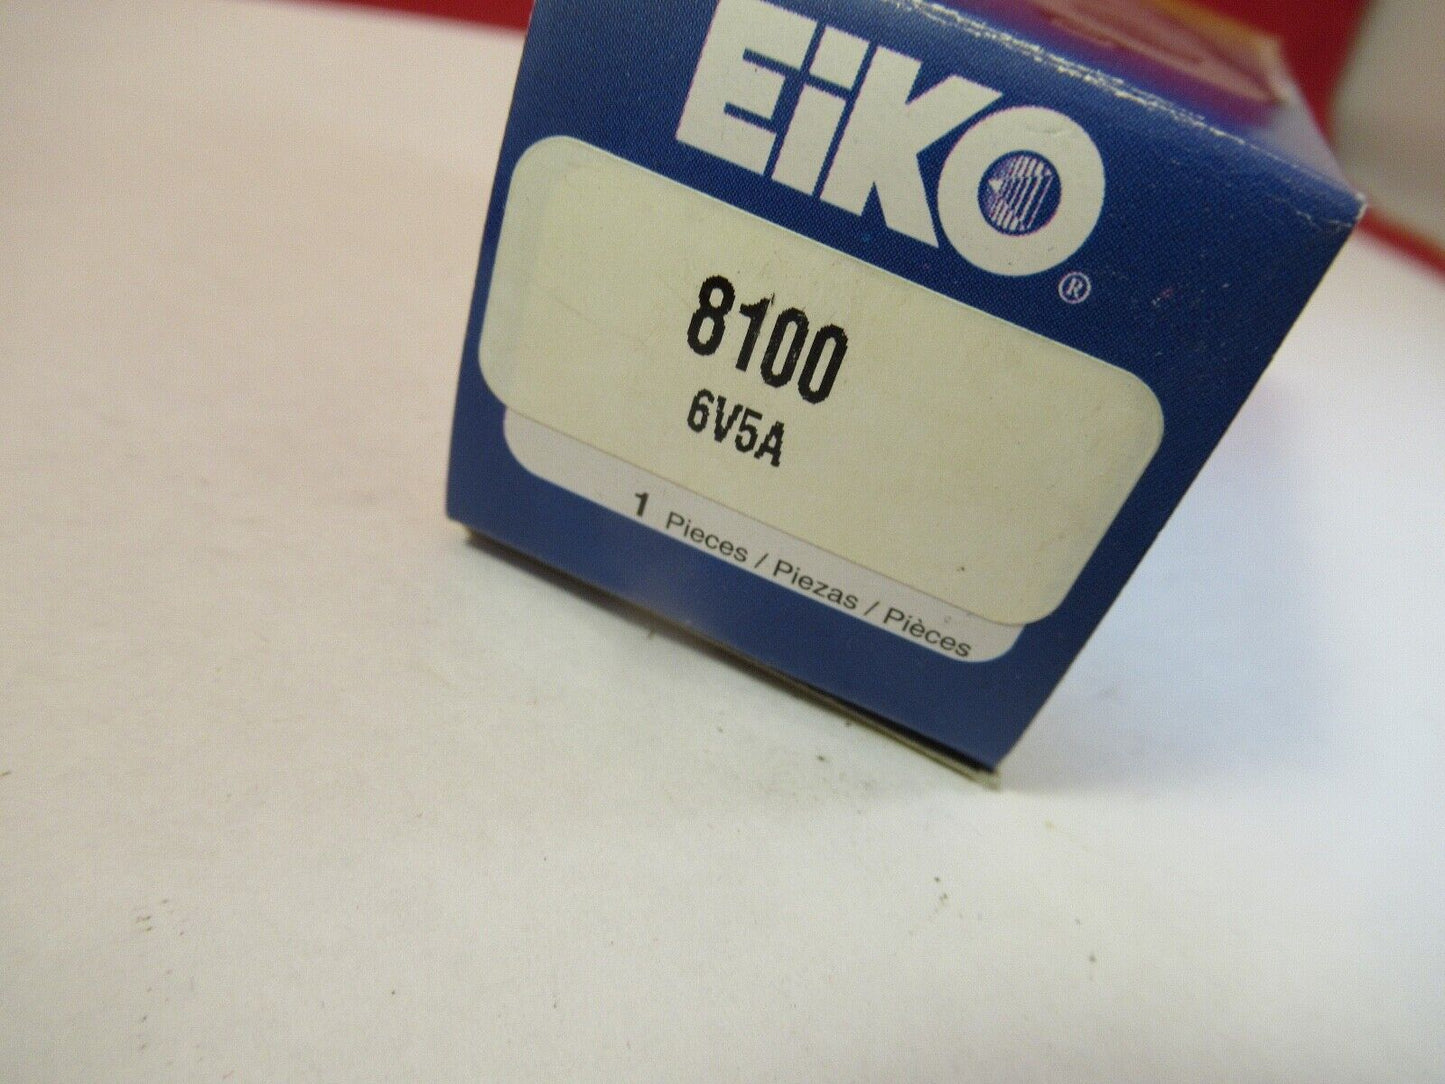 EiKO®
8100
6V5A
1 Pieces / Piezas / Pièces